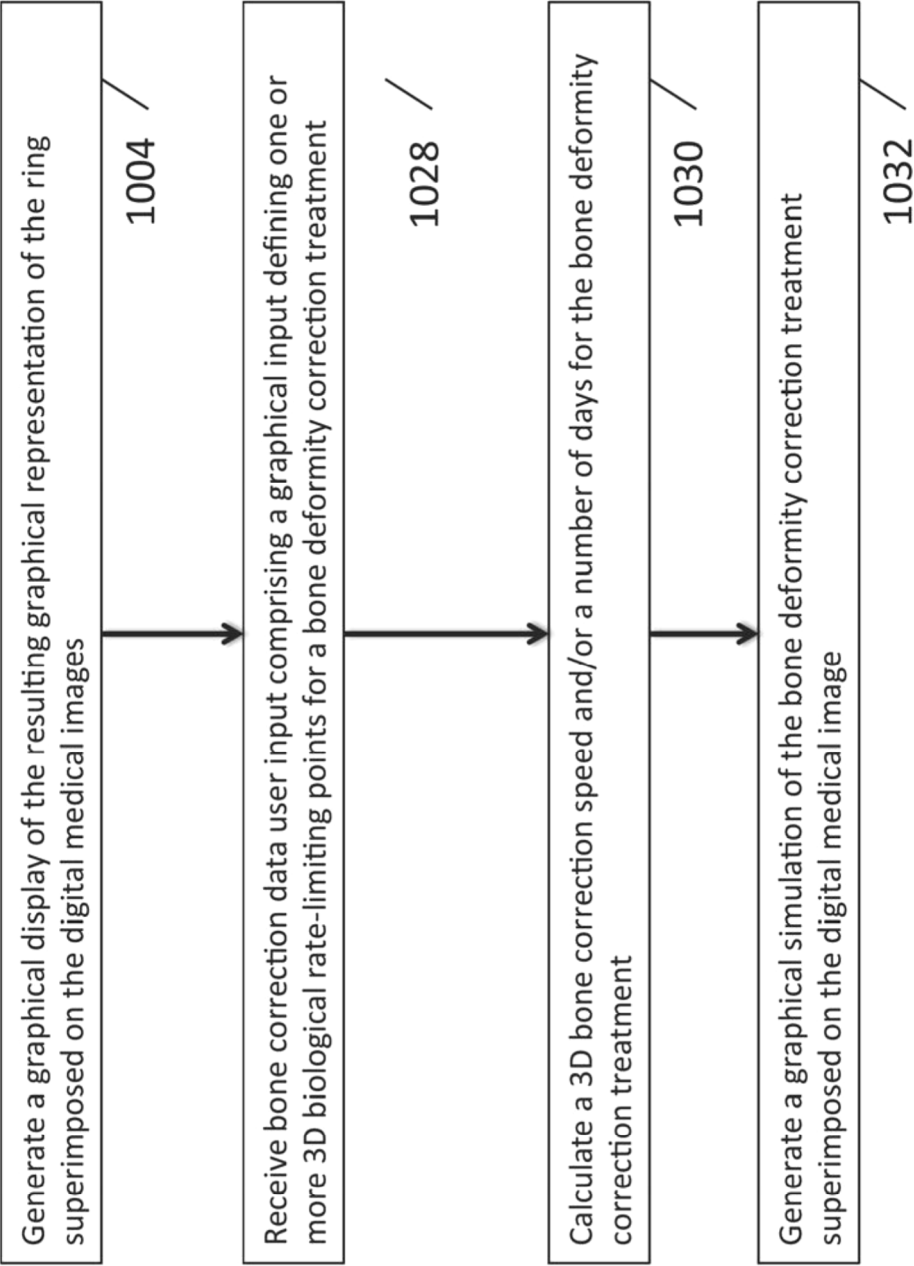 Generate a graphical display of the resulting graphical representation of the ring
superimposed on the digital medical images
1004
Receive bone correction data user input comprising a graphical input defining one or
more 3D biological rate-limiting points for a bone deformity correction treatment
1028
Calculate a 3D bone correction speed and/or a number of days for the bone deformity
correction treatment
1030
Generate a graphical simulation of the bone deformity correction treatment
superimposed on the digital medical image
1032